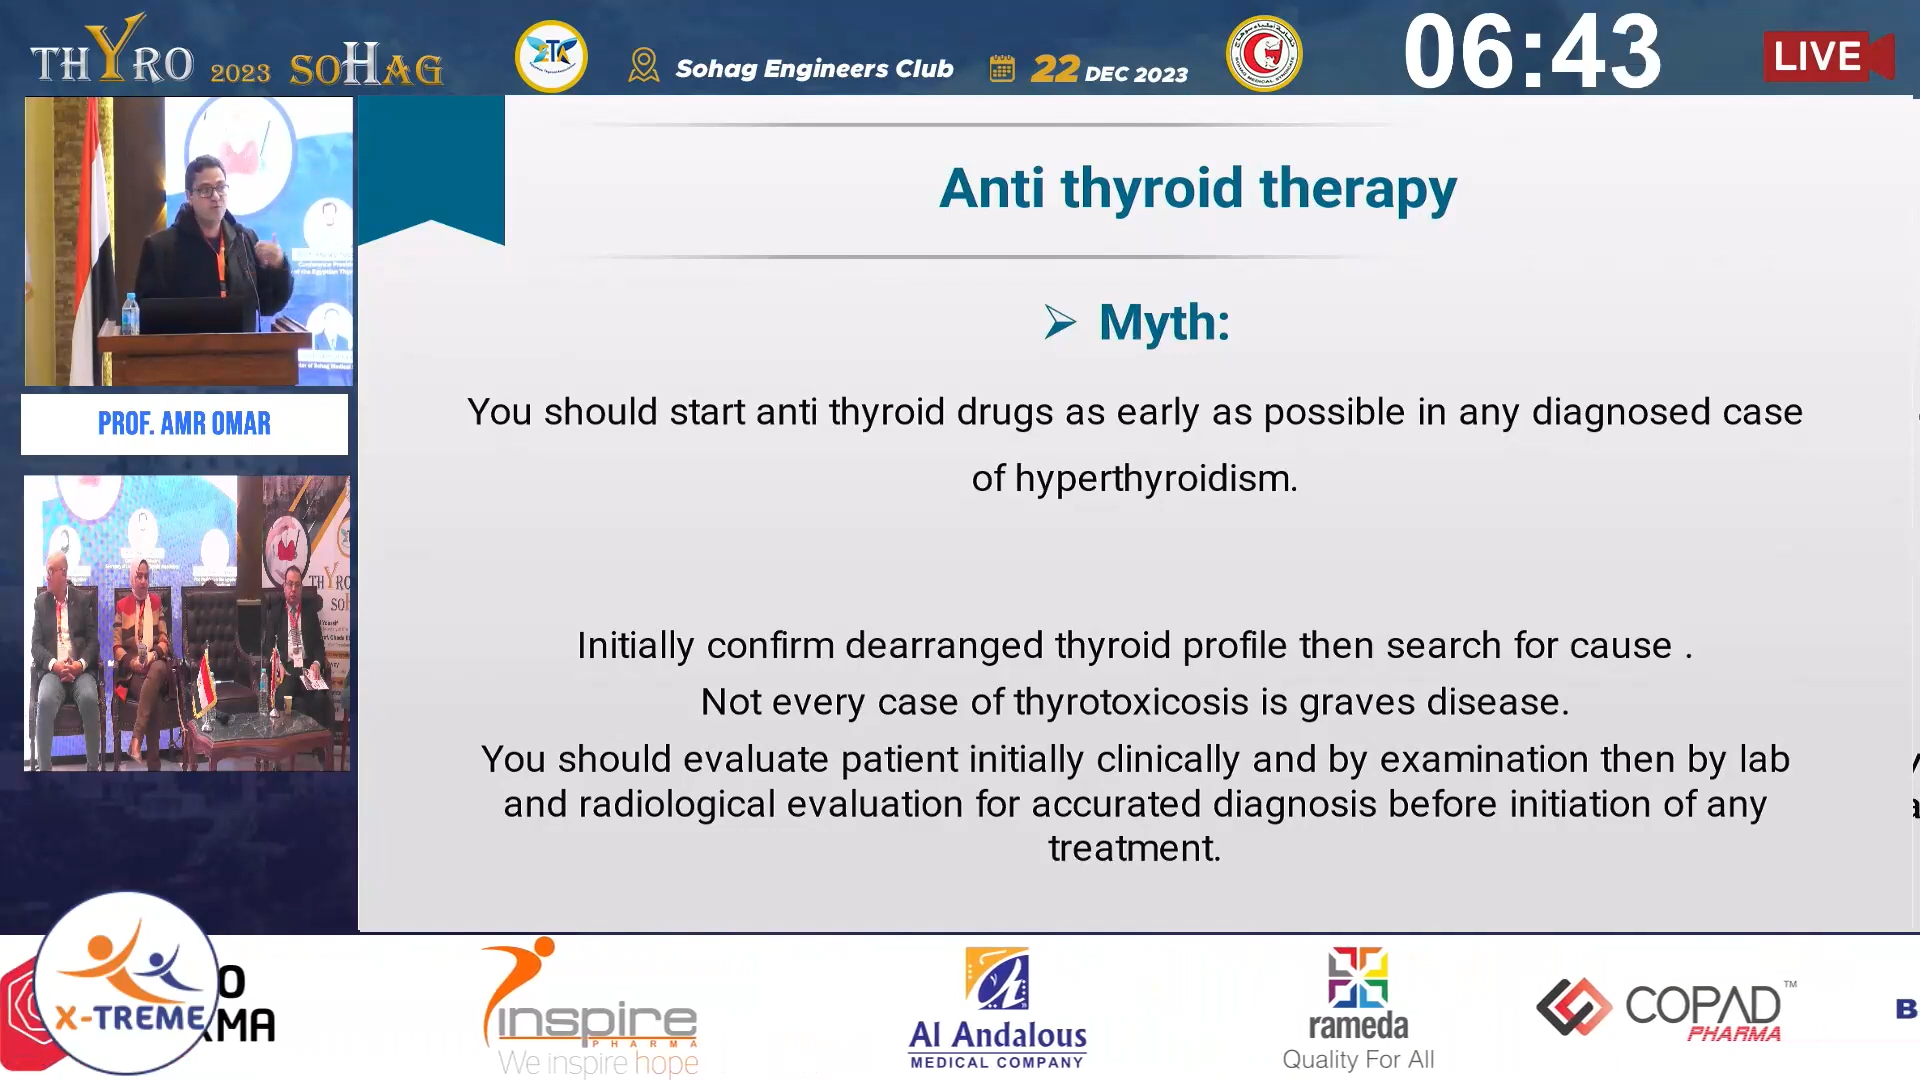 THYRO 2023 SOHAG
ETA
Sohag Engineers Club
22 DEC 2023
06:43
LIVE
Anti thyroid therapy
Myth:
You should start anti thyroid drugs as early as possible in any diagnosed case
of hyperthyroidism.
Initially confirm dearranged thyroid profile then search for cause .
Not every case of thyrotoxicosis is graves disease.
You should evaluate patient initially clinically and by examination then by lab
and radiological evaluation for accurated diagnosis before initiation of any
treatment.
PROF. AMR OMAR
THYRO
X-TREME
inspire
PHARMA
We inspire hope
Al Andalous
MEDICAL COMPANY
rameda
Quality For All
COPAD TM
PHARMA